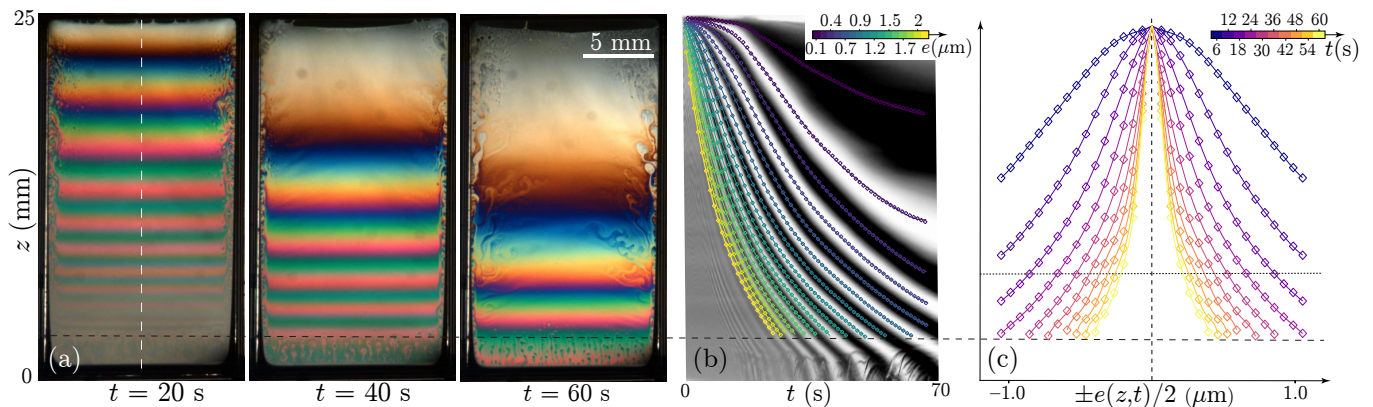 25
z (mm)
0
(a)
t = 20 s
t = 40 s
t = 60 s
5 mm
0.4 0.9 1.5 2
0.1 0.7 1.2 1.7 e(μm)
(b)
0 t (s) 70
12 24 36 48 60
6 18 30 42 54 t(s)
(c)
−1.0 ±e(z,t)/2 (μm) 1.0